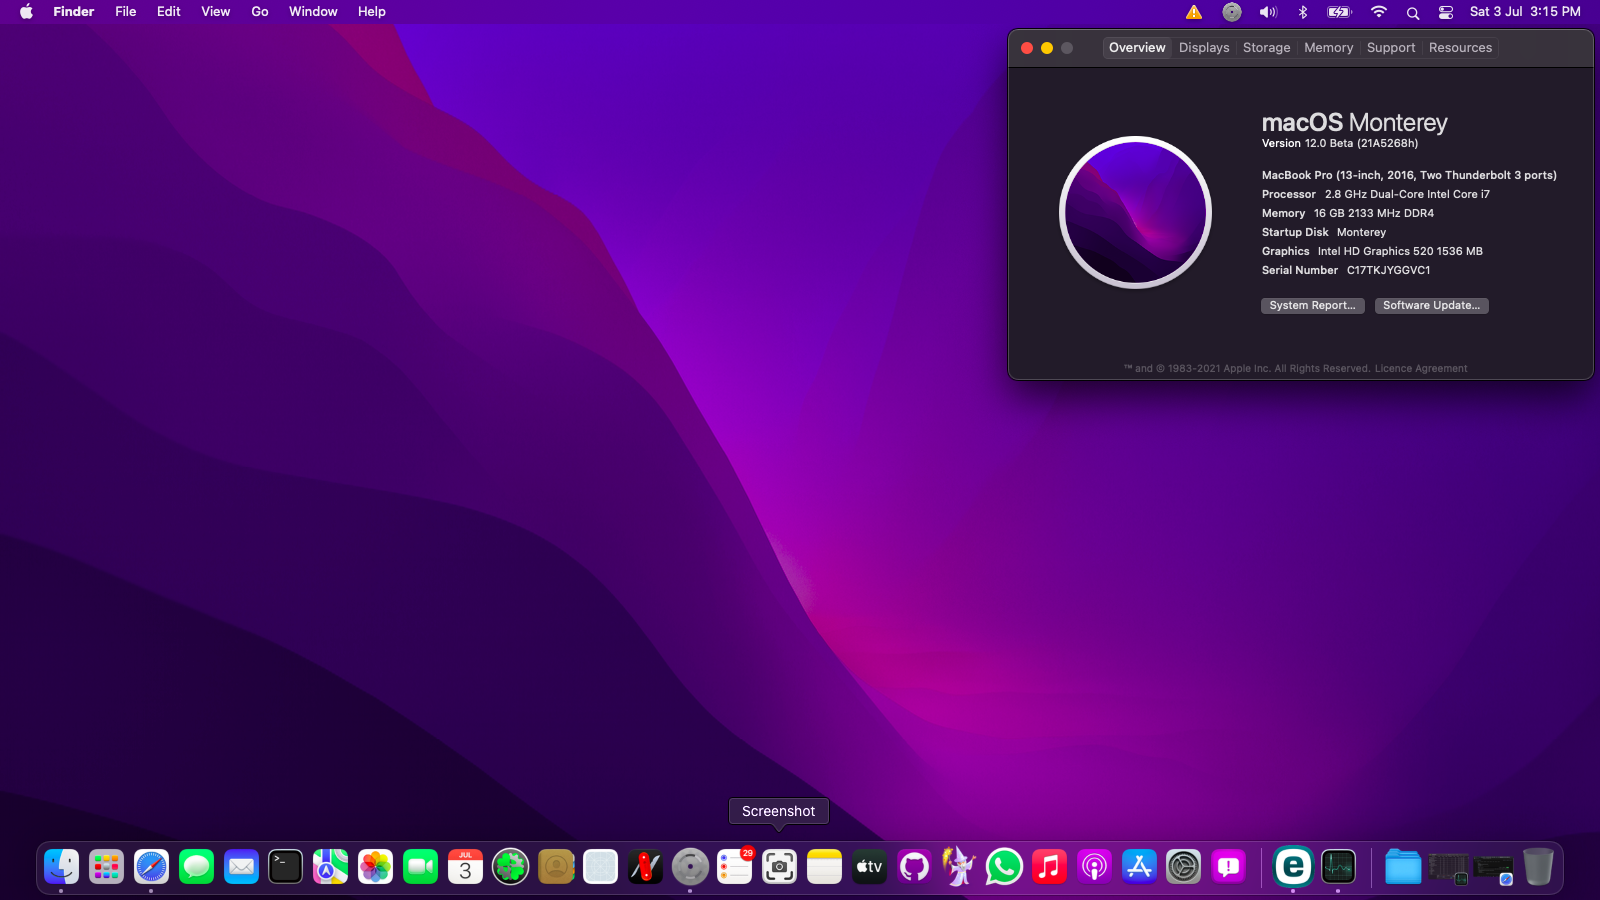 Finder File Edit View Go Window Help
Sat 3 Jul 3:15 PM
Overview Displays Storage Memory Support Resources
macOS Monterey
Version 12.0 Beta (21A5268h)
MacBook Pro (13-inch, 2016, Two Thunderbolt 3 ports)
Processor 2.8 GHz Dual-Core Intel Core i7
Memory 16 GB 2133 MHz DDR4
Startup Disk Monterey
Graphics Intel HD Graphics 520 1536 MB
Serial Number C17TKJYGGVC1
System Report... Software Update...
™ and © 1983-2021 Apple Inc. All Rights Reserved. Licence Agreement
Screenshot
JUL
3
29
tv
e